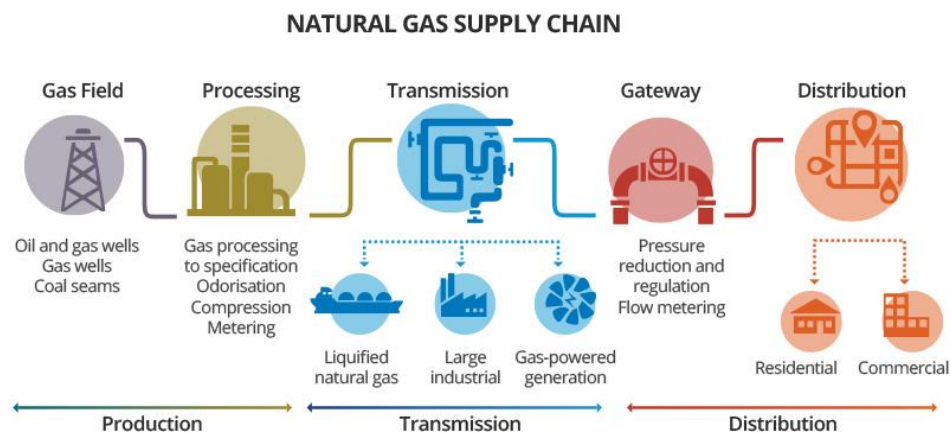 NATURAL GAS SUPPLY CHAIN
Gas Field
Processing
Transmission
Gateway
Distribution
Oil and gas wells
Gas wells
Coal seams
Gas processing
to specification
Odorisation
Compression
Metering
Pressure
reduction and
regulation
Flow metering
Liquified
natural gas
Large
industrial
Gas-powered
generation
Residential
Commercial
Production
Transmission
Distribution